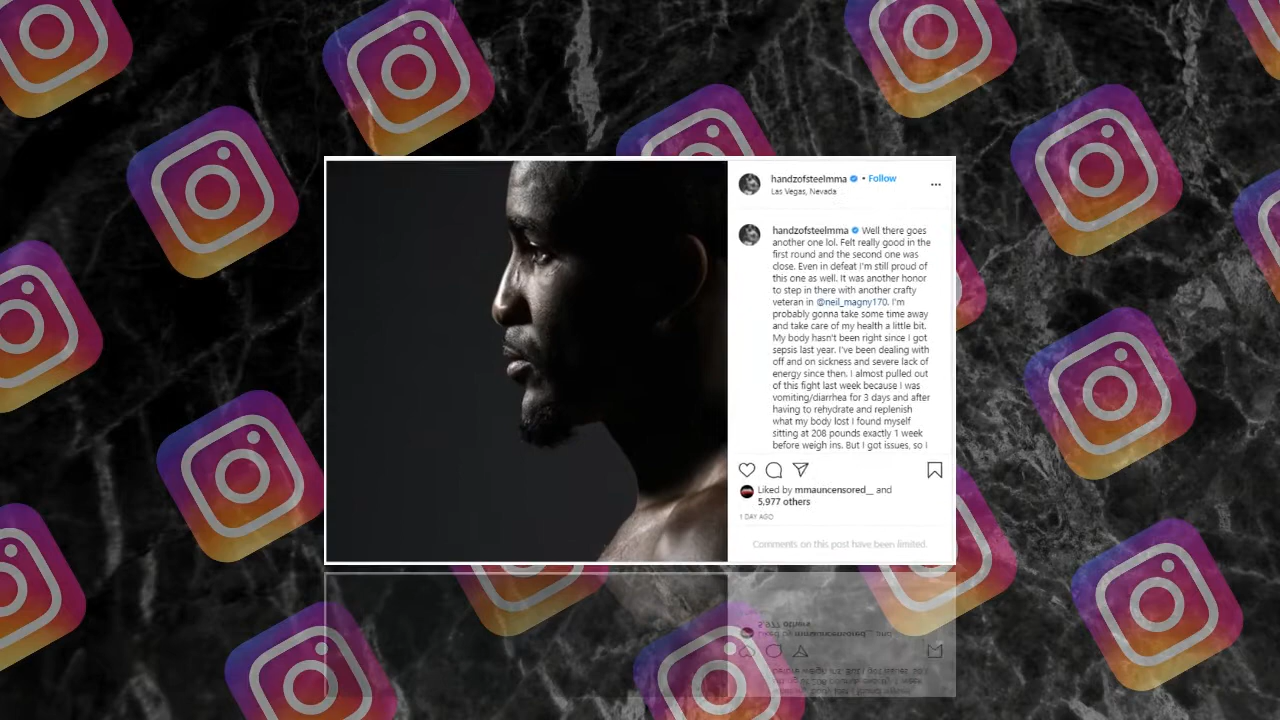 handzofsteelmma • Follow
Las Vegas, Nevada
handzofsteelmma Well there goes
another one lol. Felt really good in the
first round and the second one was
close. Even in defeat I'm still proud of
this one as well. It was another honor
to step in there with another crafty
veteran in @neil_magny170. I'm
probably gonna take some time away
and take care of my health a little bit.
My body hasn't been right since I got
sepsis last year. I've been dealing with
off and on sickness and severe lack of
energy since then. I almost pulled out
of this fight last week because I was
vomiting/diarrhea for 3 days and after
having to rehydrate and replenish
what my body lost I found myself
sitting at 208 pounds exactly 1 week
before weigh ins. But I got issues, so I
Liked by mmauncensored__ and
5,977 others
1 DAY AGO
Comments on this post have been limited.